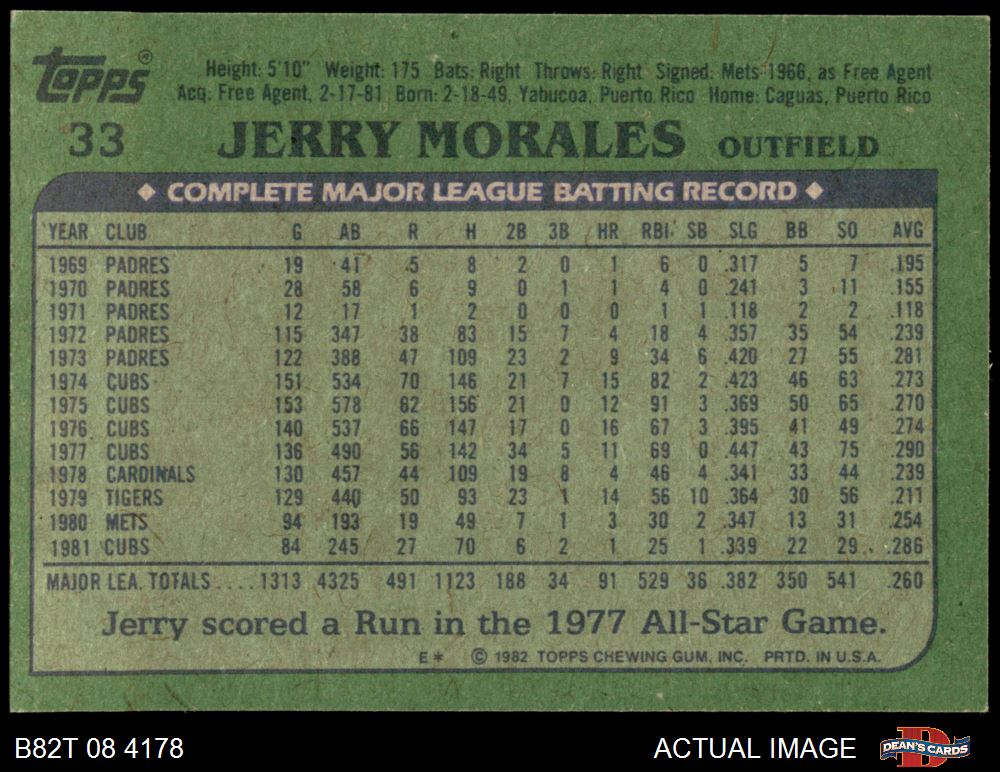 Topps®
Height: 5'10" Weight: 175 Bats: Right Throws: Right Signed: Mets 1966, as Free Agent
Acq: Free Agent, 2-17-81 Born: 2-18-49, Yabucoa, Puerto Rico Home: Caguas, Puerto Rico
33 JERRY MORALES OUTFIELD
◆ COMPLETE MAJOR LEAGUE BATTING RECORD ◆
YEAR CLUB G AB R H 2B 3B HR RBI SB SLG BB SO AVG
1969 PADRES 19 41 5 8 2 0 1 6 0 .317 5 7 .195
1970 PADRES 28 58 6 9 0 1 1 4 0 .241 3 11 .155
1971 PADRES 12 17 1 2 0 0 0 1 1 .118 2 2 .118
1972 PADRES 115 347 38 83 15 7 4 18 4 .357 35 54 .239
1973 PADRES 122 388 47 109 23 2 9 34 6 .420 27 55 .281
1974 CUBS 151 534 70 146 21 7 15 82 2 .423 46 63 .273
1975 CUBS 153 578 62 156 21 0 12 91 3 .369 50 65 .270
1976 CUBS 140 537 66 147 17 0 16 67 3 .395 41 49 .274
1977 CUBS 136 490 56 142 34 5 11 69 0 .447 43 75 .290
1978 CARDINALS 130 457 44 109 19 8 4 46 4 .341 33 44 .239
1979 TIGERS 129 440 50 93 23 1 14 56 10 .364 30 56 .211
1980 METS 94 193 19 49 7 1 3 30 2 .347 13 31 .254
1981 CUBS 84 245 27 70 6 2 1 25 1 .339 22 29 .286
MAJOR LEA. TOTALS .... 1313 4325 491 1123 188 34 91 529 36 .382 350 541 .260
Jerry scored a Run in the 1977 All-Star Game.
E* © 1982 TOPPS CHEWING GUM, INC. PRTD. IN U.S.A.
B82T 08 4178 ACTUAL IMAGE D DEAN'S CARDS